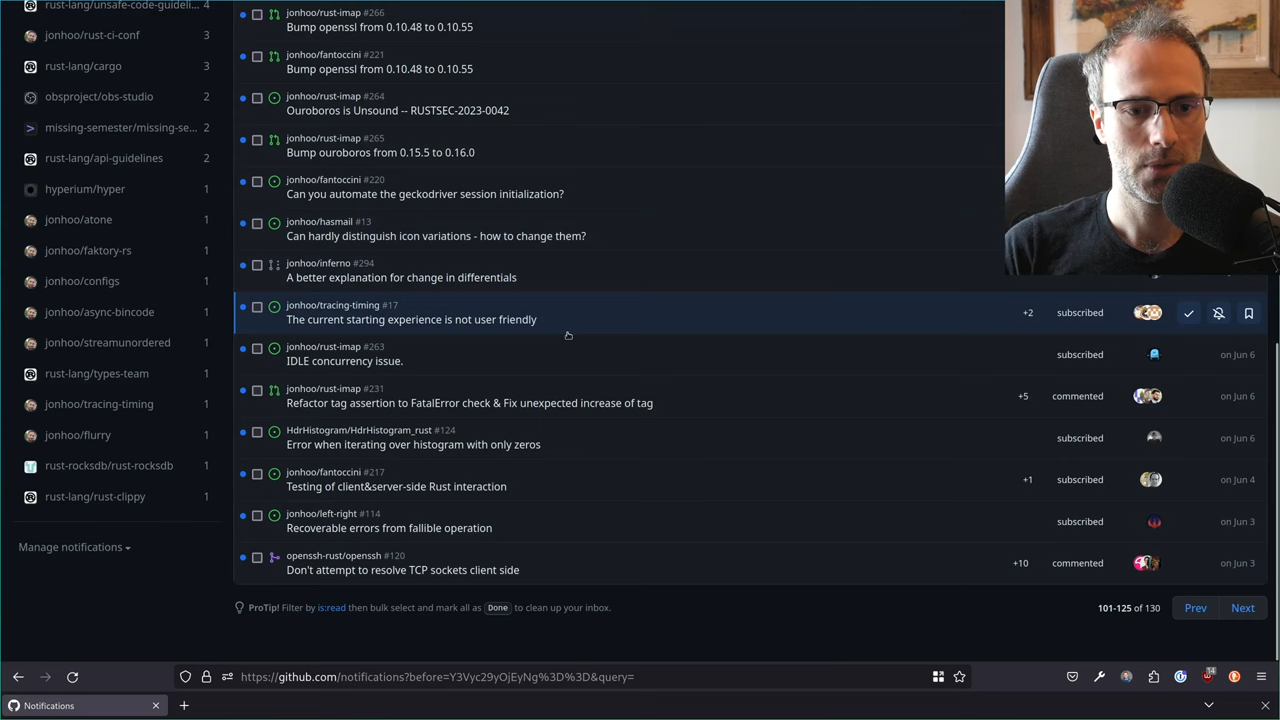 rust-lang/unsafe-code-guideli... 4
jonhoo/rust-ci-conf 3
rust-lang/cargo 3
obsproject/obs-studio 2
missing-semester/missing-se... 2
rust-lang/api-guidelines 2
hyperium/hyper 1
jonhoo/atone 1
jonhoo/faktory-rs 1
jonhoo/configs 1
jonhoo/async-bincode 1
jonhoo/streamunordered 1
rust-lang/types-team 1
jonhoo/tracing-timing 1
jonhoo/flurry 1
rust-rocksdb/rust-rocksdb 1
rust-lang/rust-clippy 1
Manage notifications
jonhoo/rust-imap #266
Bump openssl from 0.10.48 to 0.10.55
jonhoo/fantoccini #221
Bump openssl from 0.10.48 to 0.10.55
jonhoo/rust-imap #264
Ouroboros is Unsound -- RUSTSEC-2023-0042
jonhoo/rust-imap #265
Bump ouroboros from 0.15.5 to 0.16.0
jonhoo/fantoccini #220
Can you automate the geckodriver session initialization?
jonhoo/hasmail #13
Can hardly distinguish icon variations - how to change them?
jonhoo/inferno #294
A better explanation for change in differentials
jonhoo/tracing-timing #17
The current starting experience is not user friendly
+2 subscribed
jonhoo/rust-imap #263
IDLE concurrency issue.
subscribed on Jun 6
jonhoo/rust-imap #231
Refactor tag assertion to FatalError check & Fix unexpected increase of tag
+5 commented on Jun 6
HdrHistogram/HdrHistogram_rust #124
Error when iterating over histogram with only zeros
subscribed on Jun 6
jonhoo/fantoccini #217
Testing of client&server-side Rust interaction
+1 subscribed on Jun 4
jonhoo/left-right #114
Recoverable errors from fallible operation
subscribed on Jun 3
openssh-rust/openssh #120
Don't attempt to resolve TCP sockets client side
+10 commented on Jun 3
ProTip! Filter by is:read then bulk select and mark all as Done to clean up your inbox.
101-125 of 130 Prev Next
https://github.com/notifications?before=Y3Vyc29yOjEyNg%3D%3D&query=
14
Notifications